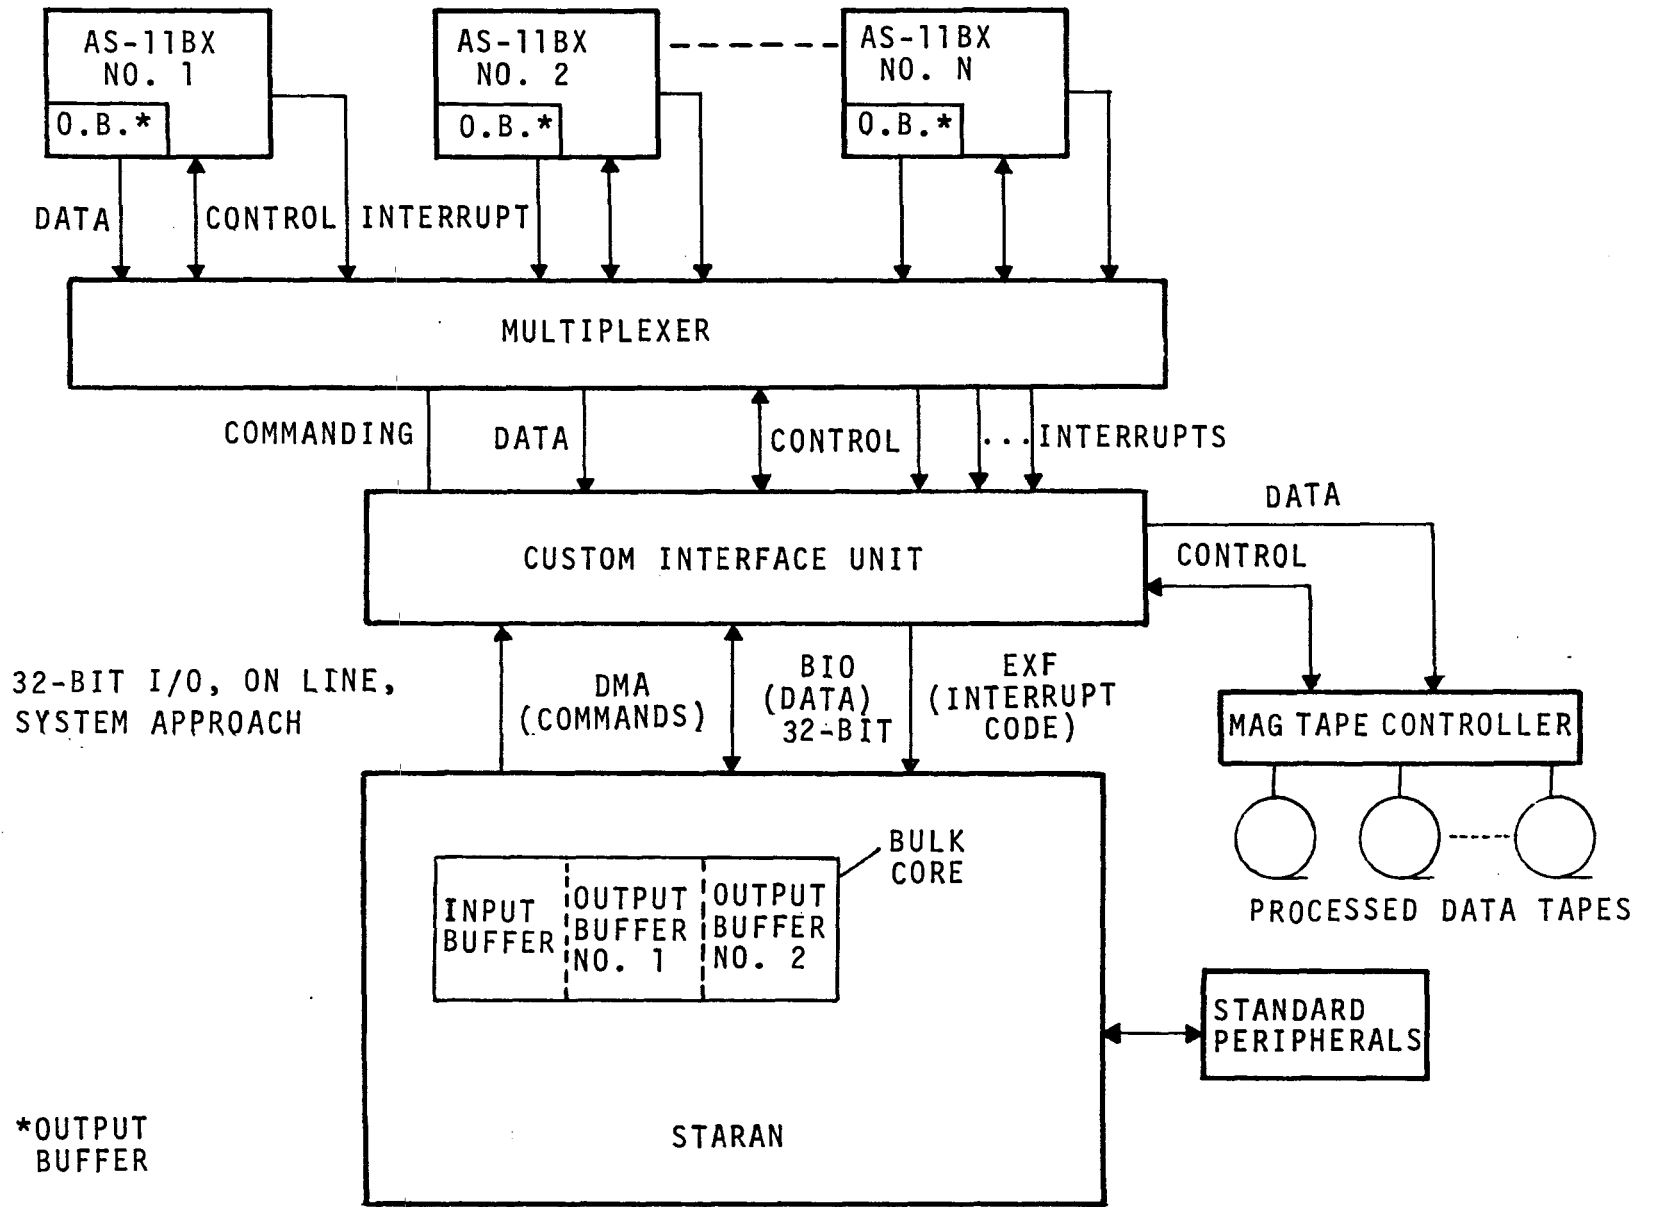 AS-11BX
NO. 1
O.B.*
AS-11BX
NO. 2
O.B.*
AS-11BX
NO. N
O.B.*
DATA
CONTROL
INTERRUPT
MULTIPLEXER
COMMANDING
DATA
CONTROL
...INTERRUPTS
CUSTOM INTERFACE UNIT
DATA
CONTROL
32-BIT I/O, ON LINE,
SYSTEM APPROACH
DMA
(COMMANDS)
BIO
(DATA)
32-BIT
EXF
(INTERRUPT
CODE)
MAG TAPE CONTROLLER
PROCESSED DATA TAPES
BULK
CORE
INPUT
BUFFER
OUTPUT
BUFFER
NO. 1
OUTPUT
BUFFER
NO. 2
STANDARD
PERIPHERALS
STARAN
*OUTPUT
BUFFER